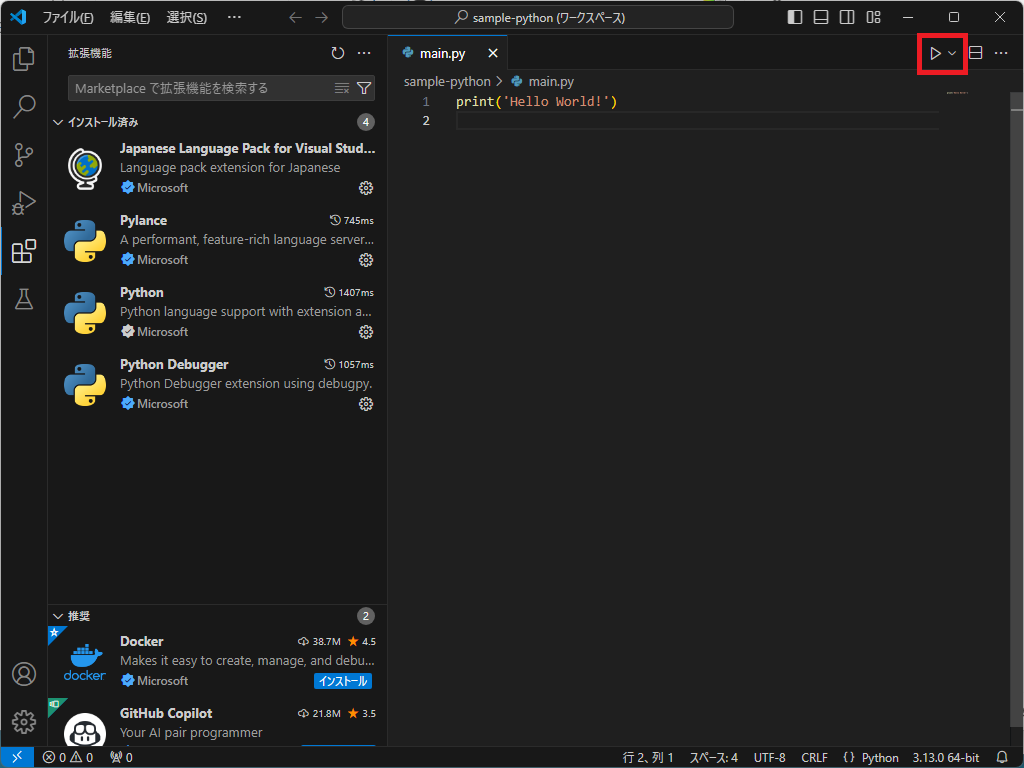 ファイル(F) 編集(E) 選択(S) ··· sample-python (ワークスペース)
拡張機能 ···
Marketplace で拡張機能を検索する
インストール済み 4
Japanese Language Pack for Visual Stud...
Language pack extension for Japanese
Microsoft
Pylance 745ms
A performant, feature-rich language server...
Microsoft
Python 1407ms
Python language support with extension a...
Microsoft
Python Debugger 1057ms
Python Debugger extension using debugpy.
Microsoft
推奨 2
Docker 38.7M ★ 4.5
Makes it easy to create, manage, and debu...
docker
Microsoft
インストール
GitHub Copilot 21.8M ★ 3.5
Your AI pair programmer
main.py
sample-python > main.py
1 print('Hello World!')
2
0 0 0 行 2、列 1 スペース: 4 UTF-8 CRLF {} Python 3.13.0 64-bit